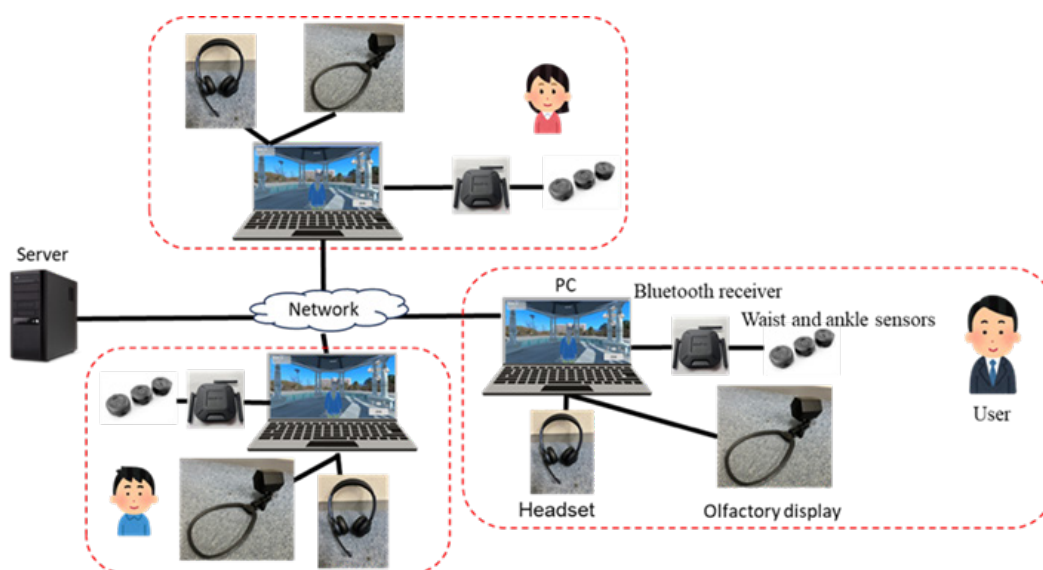 Server
Network
PC
Bluetooth receiver
Waist and ankle sensors
User
Headset
Olfactory display